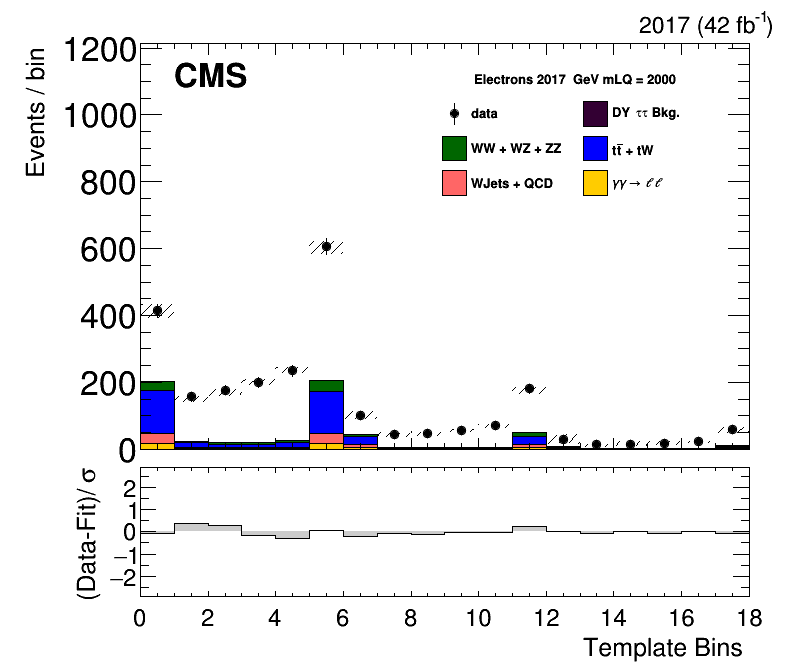 2017 (42 fb-1)
CMS
Electrons 2017 GeV mLQ = 2000
data
DY ττ Bkg.
WW + WZ + ZZ
tt̅ + tW
WJets + QCD
γγ → ℓℓ
Events / bin
1200
1000
800
600
400
200
0
(Data-Fit)/ σ
2
1
0
−1
−2
0 2 4 6 8 10 12 14 16 18
Template Bins